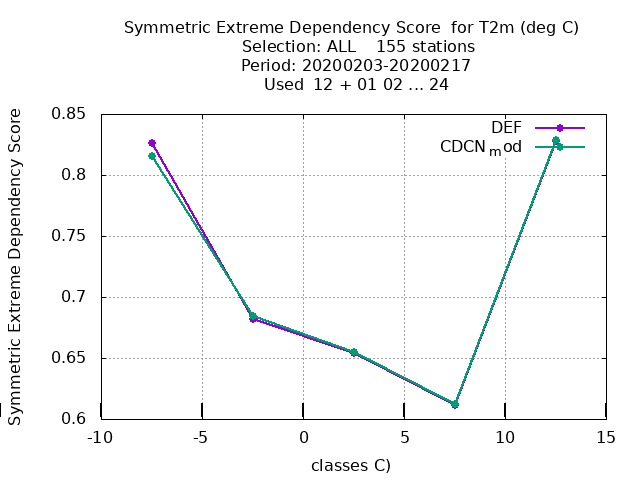 Symmetric Extreme Dependency Score  for T2m (deg C)
Selection: ALL    155 stations
Period: 20200203-20200217
Used  12 + 01 02 ... 24
Symmetric Extreme Dependency Score
0.85
0.8
0.75
0.7
0.65
0.6
DEF
CDCNmod
-10
-5
0
5
10
15
classes C)